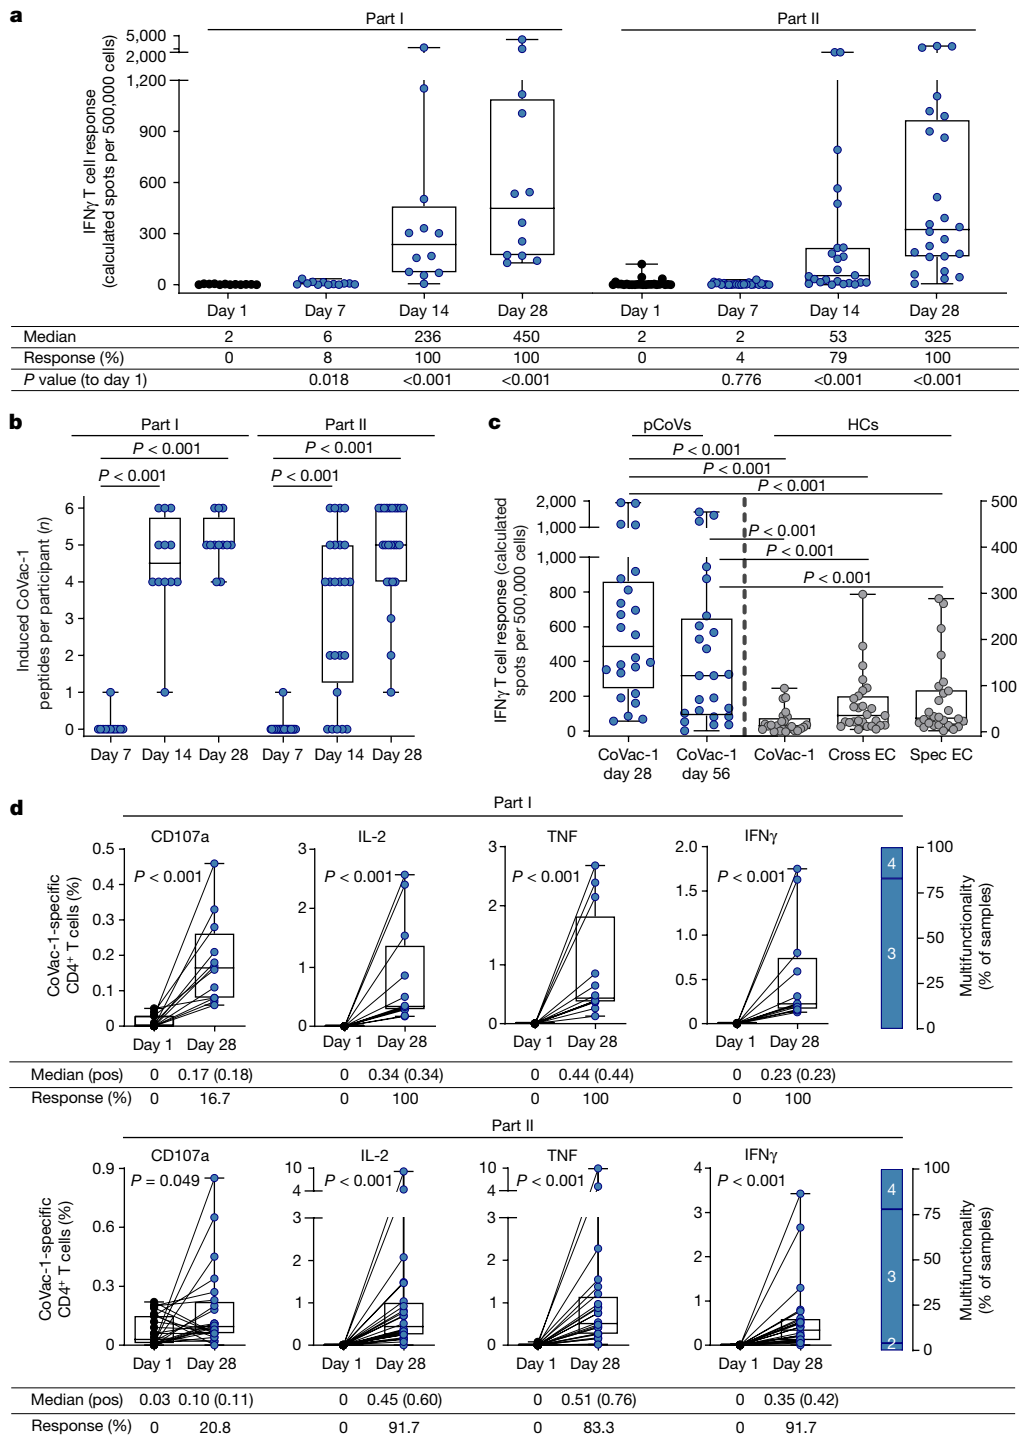 a
Part I
Part II
IFNγ T cell response
(calculated spots per 500,000 cells)
5,000
2,000
1,200
900
600
300
0
Day 1 Day 7 Day 14 Day 28 Day 1 Day 7 Day 14 Day 28
Median 2 6 236 450 2 2 53 325
Response (%) 0 8 100 100 0 4 79 100
P value (to day 1) 0.018 <0.001 <0.001 0.776 <0.001 <0.001
b
Part I Part II
P < 0.001 P < 0.001
P < 0.001 P < 0.001
Induced CoVac-1
peptides per participant (n)
6
5
4
3
2
1
0
Day 7 Day 14 Day 28 Day 7 Day 14 Day 28
c
pCoVs HCs
P < 0.001
P < 0.001
P < 0.001
P < 0.001
P < 0.001
P < 0.001
IFNγ T cell response (calculated
spots per 500,000 cells)
2,000
1,000
1,000
800
600
400
200
0
500
400
300
200
100
0
CoVac-1 CoVac-1 CoVac-1 Cross EC Spec EC
day 28 day 56
d
Part I
CD107a IL-2 TNF IFNγ
P < 0.001 P < 0.001 P < 0.001 P < 0.001
CoVac-1-specific
CD4+ T cells (%)
0.5
0.4
0.3
0.2
0.1
0
3
2
1
0
3
2
1
0
2.0
1.5
1.0
0.5
0
4
3
100
75
50
25
0
Multifunctionality
(% of samples)
Day 1 Day 28 Day 1 Day 28 Day 1 Day 28 Day 1 Day 28
Median (pos) 0 0.17 (0.18) 0 0.34 (0.34) 0 0.44 (0.44) 0 0.23 (0.23)
Response (%) 0 16.7 0 100 0 100 0 100
Part II
CD107a IL-2 TNF IFNγ
P = 0.049 P < 0.001 P < 0.001 P < 0.001
CoVac-1-specific
CD4+ T cells (%)
0.9
0.6
0.3
0
10
4
3
2
1
0
10
4
3
2
1
0
4
3
2
1
0
4
3
2
100
75
50
25
0
Multifunctionality
(% of samples)
Day 1 Day 28 Day 1 Day 28 Day 1 Day 28 Day 1 Day 28
Median (pos) 0.03 0.10 (0.11) 0 0.45 (0.60) 0 0.51 (0.76) 0 0.35 (0.42)
Response (%) 0 20.8 0 91.7 0 83.3 0 91.7